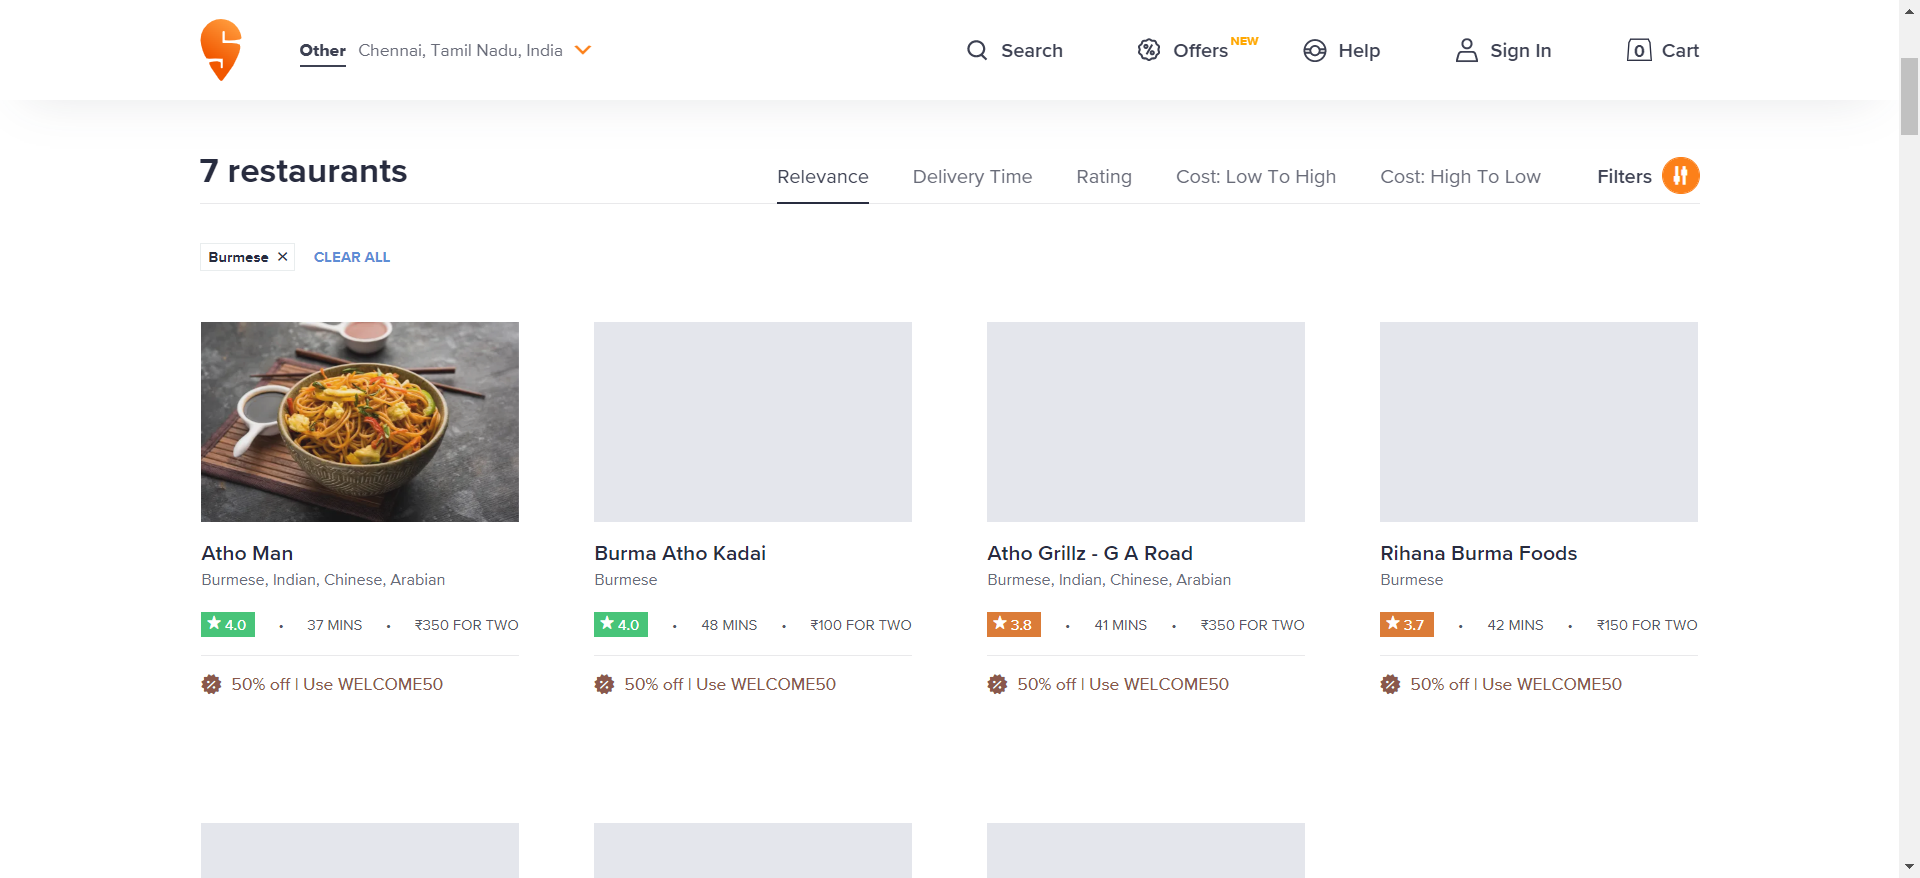 Other Chennai, Tamil Nadu, India
Search
Offers NEW
Help
Sign In
0 Cart
7 restaurants
Relevance
Delivery Time
Rating
Cost: Low To High
Cost: High To Low
Filters
Burmese ✕
CLEAR ALL
Atho Man
Burmese, Indian, Chinese, Arabian
★ 4.0 • 37 MINS • ₹350 FOR TWO
50% off | Use WELCOME50
Burma Atho Kadai
Burmese
★ 4.0 • 48 MINS • ₹100 FOR TWO
50% off | Use WELCOME50
Atho Grillz - G A Road
Burmese, Indian, Chinese, Arabian
★ 3.8 • 41 MINS • ₹350 FOR TWO
50% off | Use WELCOME50
Rihana Burma Foods
Burmese
★ 3.7 • 42 MINS • ₹150 FOR TWO
50% off | Use WELCOME50